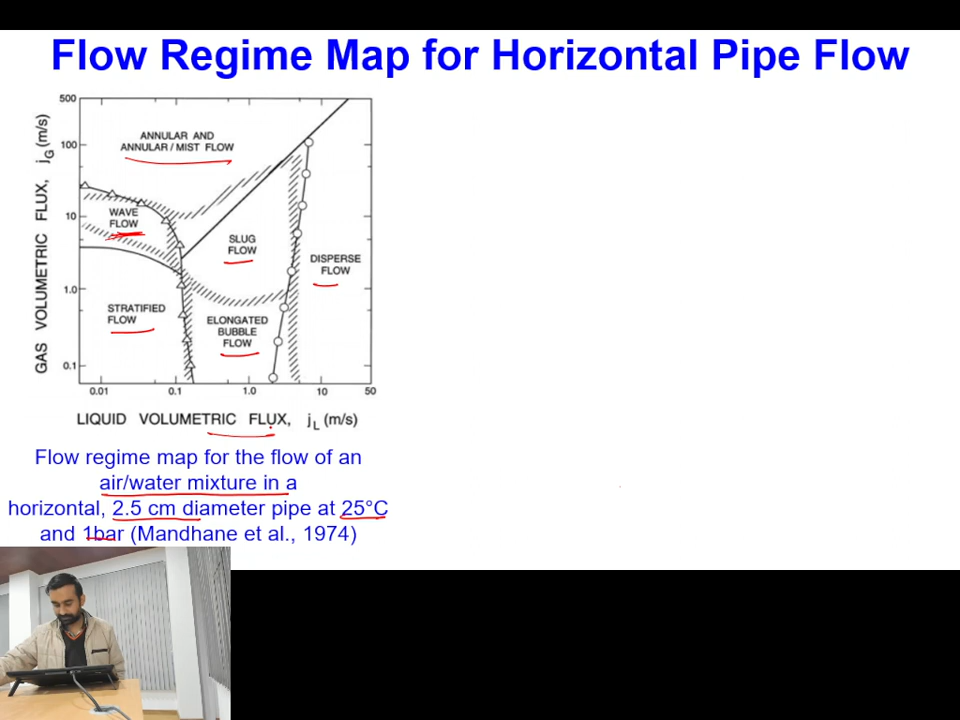 Flow Regime Map for Horizontal Pipe Flow
500
100
10
1.0
0.1
GAS VOLUMETRIC FLUX, jG (m/s)
ANNULAR AND
ANNULAR / MIST FLOW
WAVE
FLOW
SLUG
FLOW
DISPERSE
FLOW
STRATIFIED
FLOW
ELONGATED
BUBBLE
FLOW
0.01 0.1 1.0 10 50
LIQUID VOLUMETRIC FLUX, jL (m/s)
Flow regime map for the flow of an
air/water mixture in a
horizontal, 2.5 cm diameter pipe at 25°C
and 1bar (Mandhane et al., 1974)